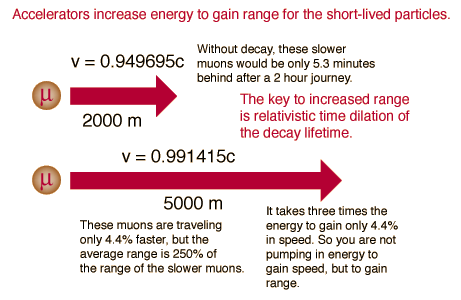 Accelerators increase energy to gain range for the short-lived particles.
v = 0.949695c
Without decay, these slower
muons would be only 5.3 minutes
behind after a 2 hour journey.
μ
2000 m
The key to increased range
is relativistic time dilation of
the decay lifetime.
v = 0.991415c
μ
5000 m
These muons are traveling
only 4.4% faster, but the
average range is 250% of
the range of the slower muons.
It takes three times the
energy to gain only 4.4%
in speed. So you are not
pumping in energy to
gain speed, but to gain
range.